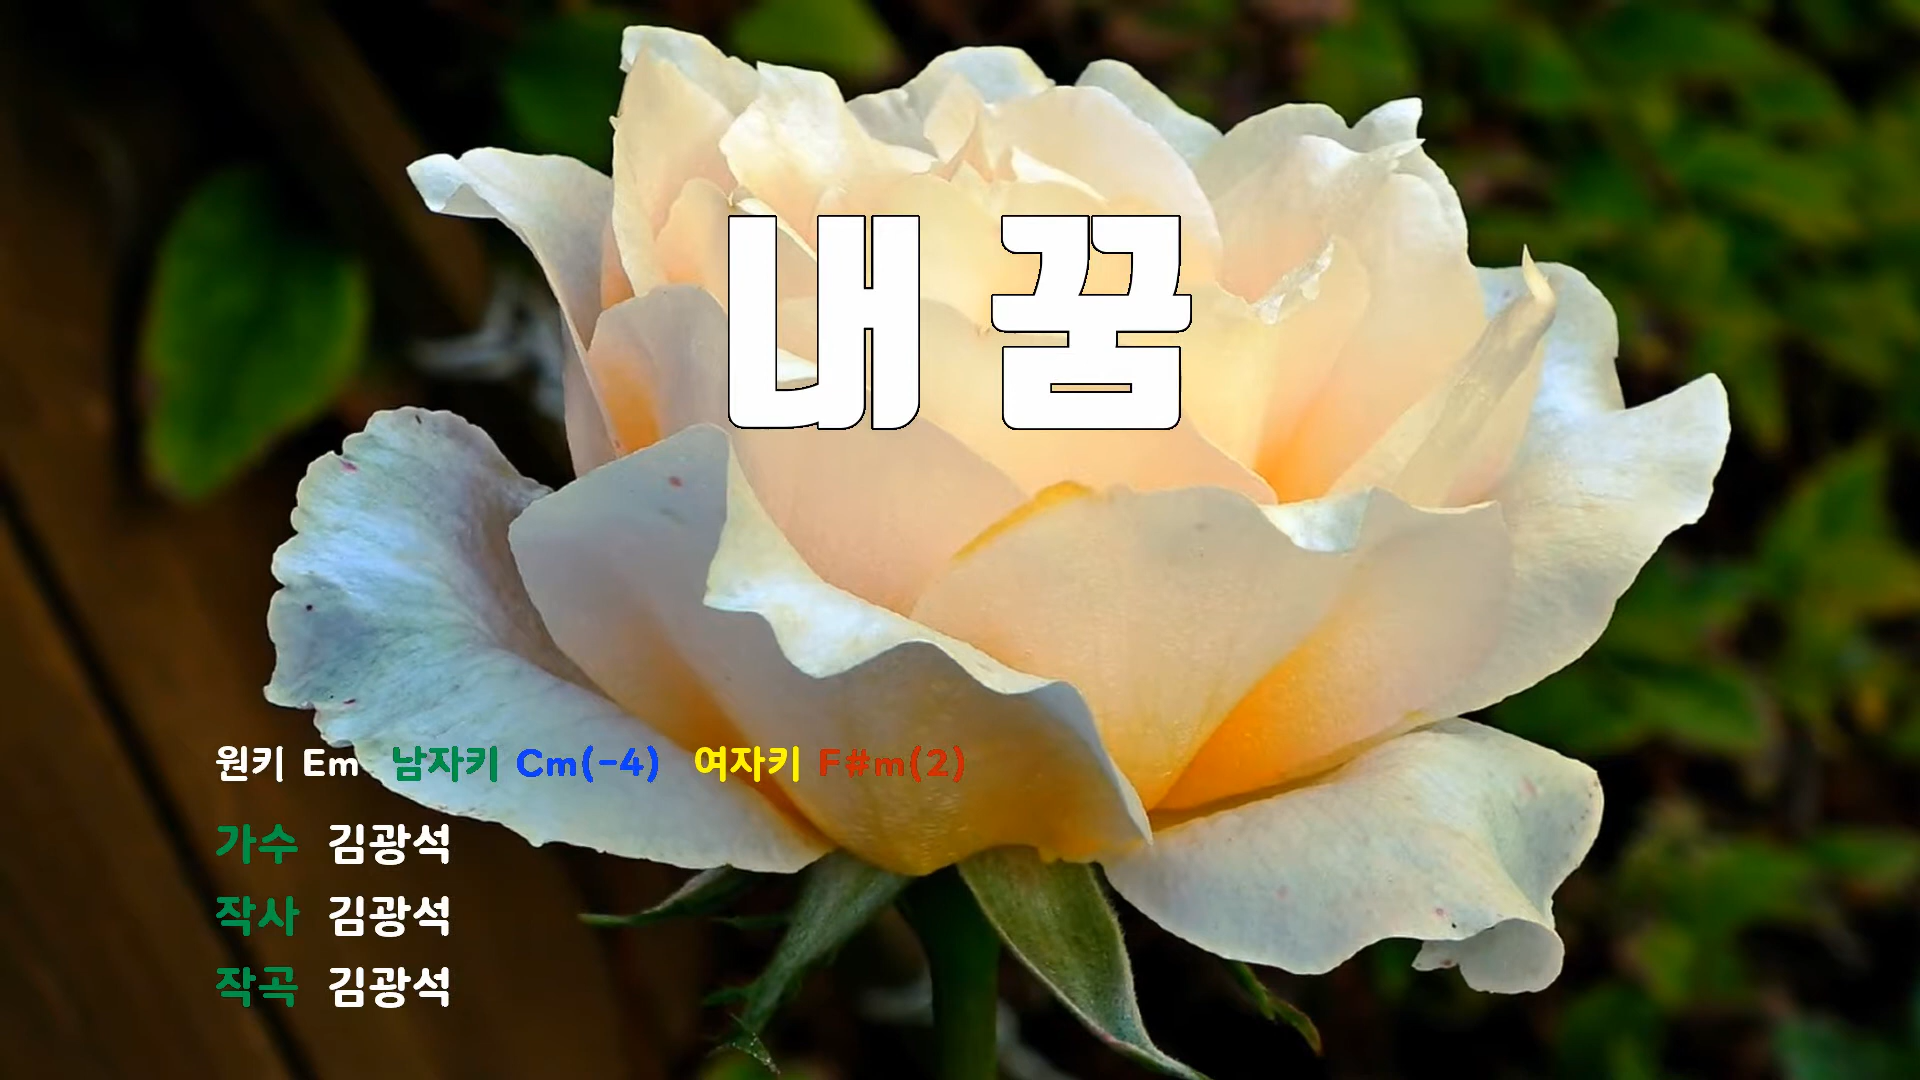 내 꿈
원키 Em 남자키 Cm(-4) 여자키 F#m(2)
가수 김광석
작사 김광석
작곡 김광석